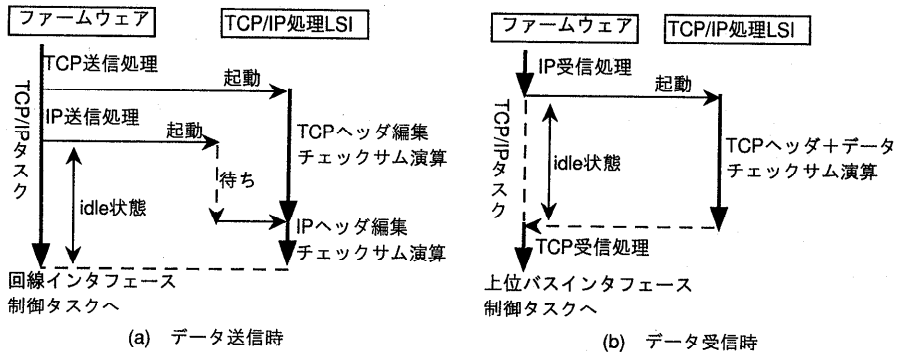 ファームウェア
TCP/IP処理LSI
TCP送信処理
起動
TCP/IPタスク
IP送信処理
起動
TCPヘッダ編集
チェックサム演算
待ち
idle状態
IPヘッダ編集
チェックサム演算
回線インタフェース
制御タスクへ
(a) データ送信時
ファームウェア
TCP/IP処理LSI
IP受信処理
起動
TCP/IPタスク
idle状態
TCPヘッダ+データ
チェックサム演算
TCP受信処理
上位バスインタフェース
制御タスクへ
(b) データ受信時